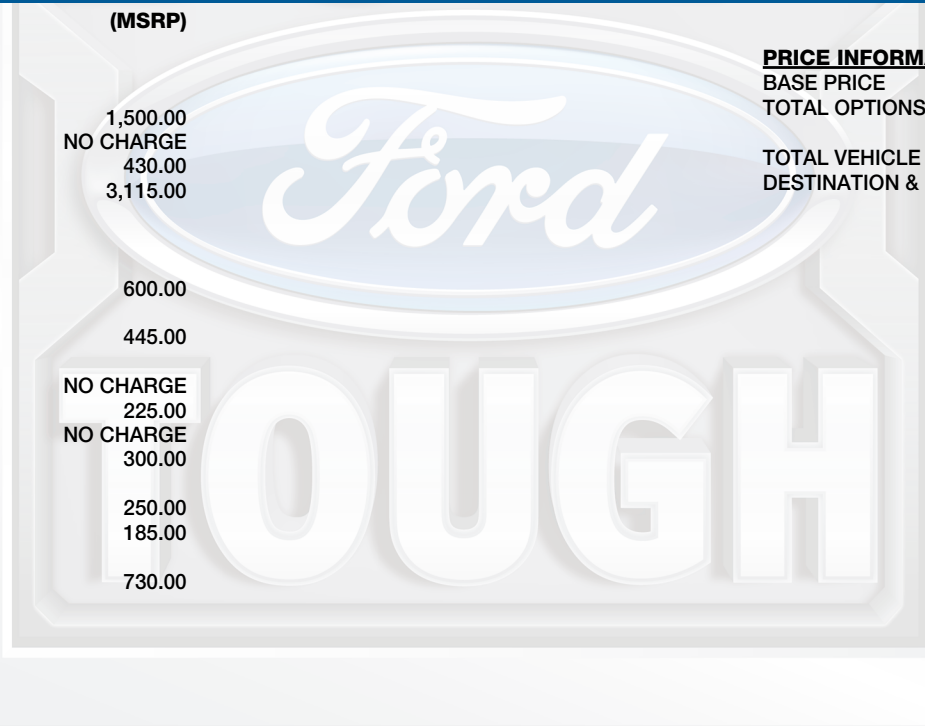 (MSRP)
1,500.00
NO CHARGE
430.00
3,115.00
600.00
445.00
NO CHARGE
225.00
NO CHARGE
300.00
250.00
185.00
730.00
PRICE INFORMA
BASE PRICE
TOTAL OPTIONS
TOTAL VEHICLE
DESTINATION &
Ford
TOUGH